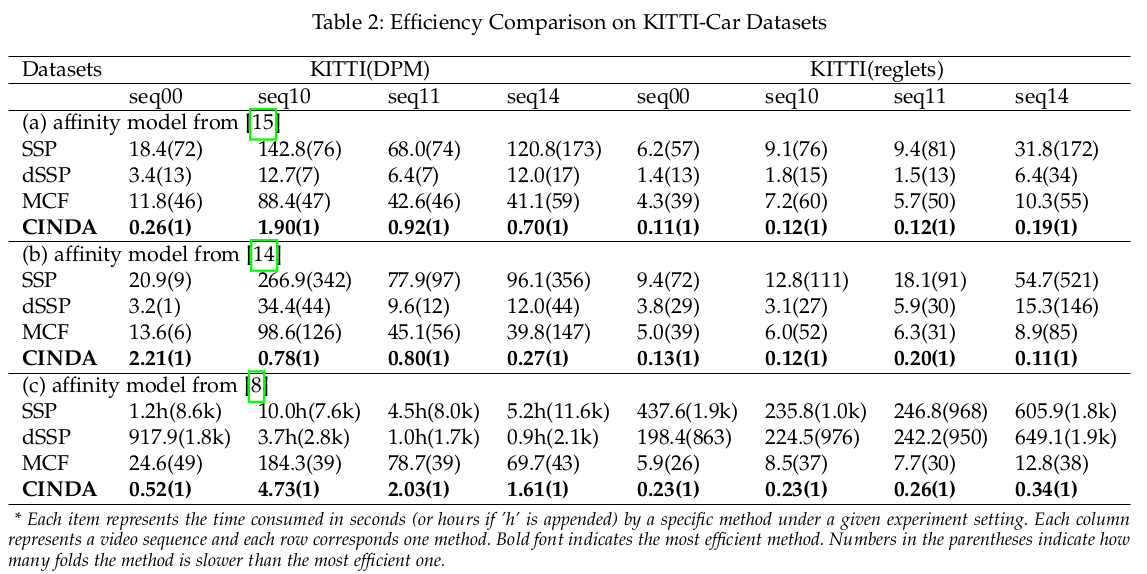 Table 2: Efficiency Comparison on KITTI-Car Datasets
Datasets KITTI(DPM) KITTI(reglets)
seq00 seq10 seq11 seq14 seq00 seq10 seq11 seq14
(a) affinity model from [15]
SSP 18.4(72) 142.8(76) 68.0(74) 120.8(173) 6.2(57) 9.1(76) 9.4(81) 31.8(172)
dSSP 3.4(13) 12.7(7) 6.4(7) 12.0(17) 1.4(13) 1.8(15) 1.5(13) 6.4(34)
MCF 11.8(46) 88.4(47) 42.6(46) 41.1(59) 4.3(39) 7.2(60) 5.7(50) 10.3(55)
CINDA 0.26(1) 1.90(1) 0.92(1) 0.70(1) 0.11(1) 0.12(1) 0.12(1) 0.19(1)
(b) affinity model from [14]
SSP 20.9(9) 266.9(342) 77.9(97) 96.1(356) 9.4(72) 12.8(111) 18.1(91) 54.7(521)
dSSP 3.2(1) 34.4(44) 9.6(12) 12.0(44) 3.8(29) 3.1(27) 5.9(30) 15.3(146)
MCF 13.6(6) 98.6(126) 45.1(56) 39.8(147) 5.0(39) 6.0(52) 6.3(31) 8.9(85)
CINDA 2.21(1) 0.78(1) 0.80(1) 0.27(1) 0.13(1) 0.12(1) 0.20(1) 0.11(1)
(c) affinity model from [8]
SSP 1.2h(8.6k) 10.0h(7.6k) 4.5h(8.0k) 5.2h(11.6k) 437.6(1.9k) 235.8(1.0k) 246.8(968) 605.9(1.8k)
dSSP 917.9(1.8k) 3.7h(2.8k) 1.0h(1.7k) 0.9h(2.1k) 198.4(863) 224.5(976) 242.2(950) 649.1(1.9k)
MCF 24.6(49) 184.3(39) 78.7(39) 69.7(43) 5.9(26) 8.5(37) 7.7(30) 12.8(38)
CINDA 0.52(1) 4.73(1) 2.03(1) 1.61(1) 0.23(1) 0.23(1) 0.26(1) 0.34(1)
* Each item represents the time consumed in seconds (or hours if 'h' is appended) by a specific method under a given experiment setting. Each column
represents a video sequence and each row corresponds one method. Bold font indicates the most efficient method. Numbers in the parentheses indicate how
many folds the method is slower than the most efficient one.